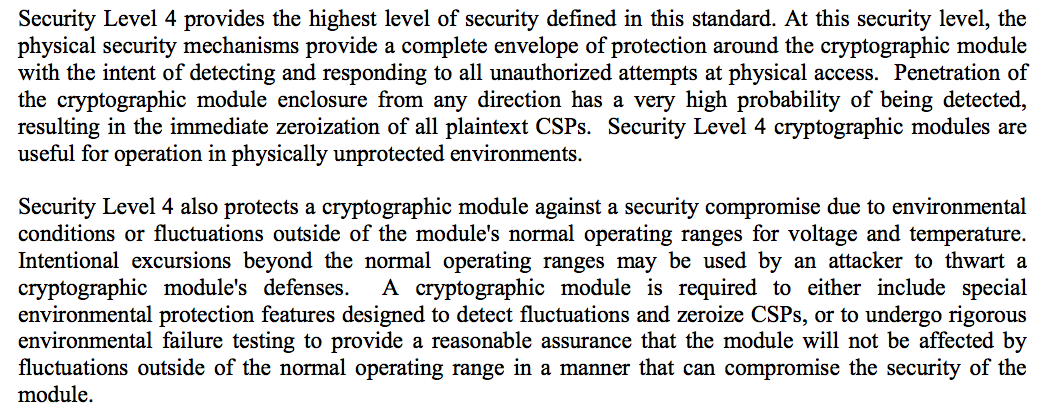 Security Level 4 provides the highest level of security defined in this standard. At this security level, the
physical security mechanisms provide a complete envelope of protection around the cryptographic module
with the intent of detecting and responding to all unauthorized attempts at physical access. Penetration of
the cryptographic module enclosure from any direction has a very high probability of being detected,
resulting in the immediate zeroization of all plaintext CSPs. Security Level 4 cryptographic modules are
useful for operation in physically unprotected environments.
Security Level 4 also protects a cryptographic module against a security compromise due to environmental
conditions or fluctuations outside of the module's normal operating ranges for voltage and temperature.
Intentional excursions beyond the normal operating ranges may be used by an attacker to thwart a
cryptographic module's defenses. A cryptographic module is required to either include special
environmental protection features designed to detect fluctuations and zeroize CSPs, or to undergo rigorous
environmental failure testing to provide a reasonable assurance that the module will not be affected by
fluctuations outside of the normal operating range in a manner that can compromise the security of the
module.